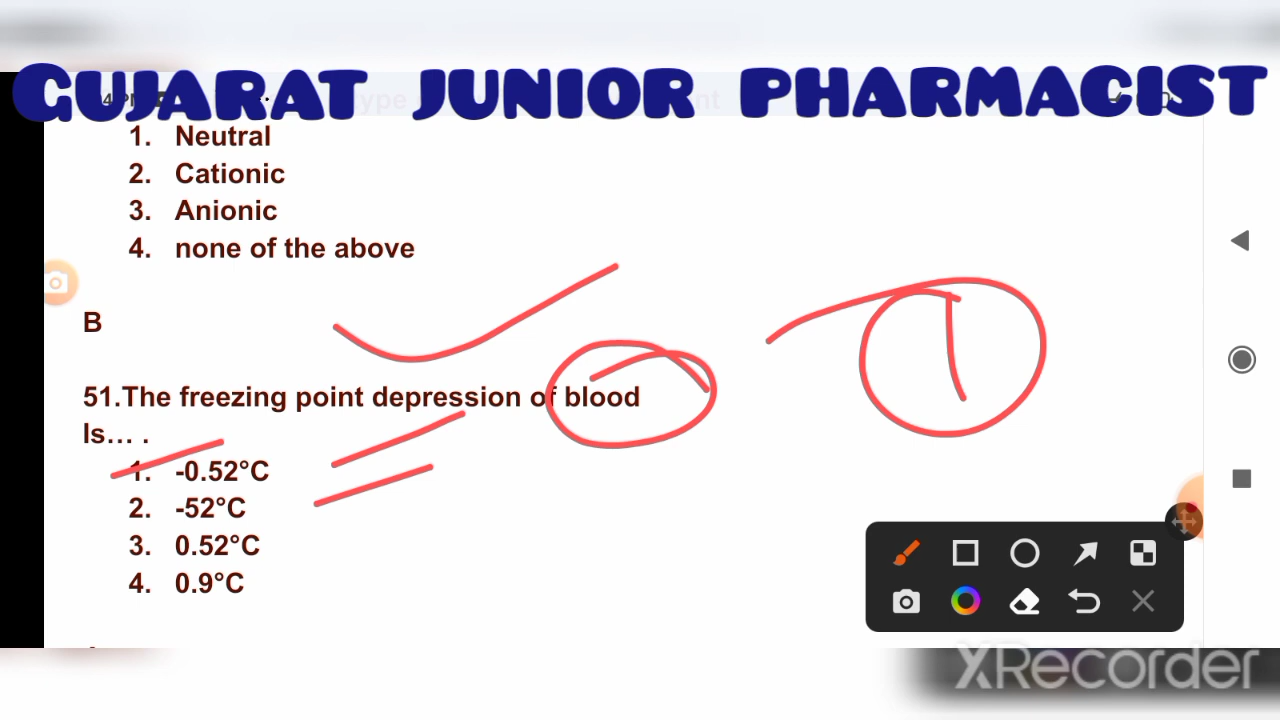 GUJARAT JUNIOR PHARMACIST
1. Neutral
2. Cationic
3. Anionic
4. none of the above
B
51.The freezing point depression of blood
Is... .
1. -0.52°C
2. -52°C
3. 0.52°C
4. 0.9°C
XRecorder